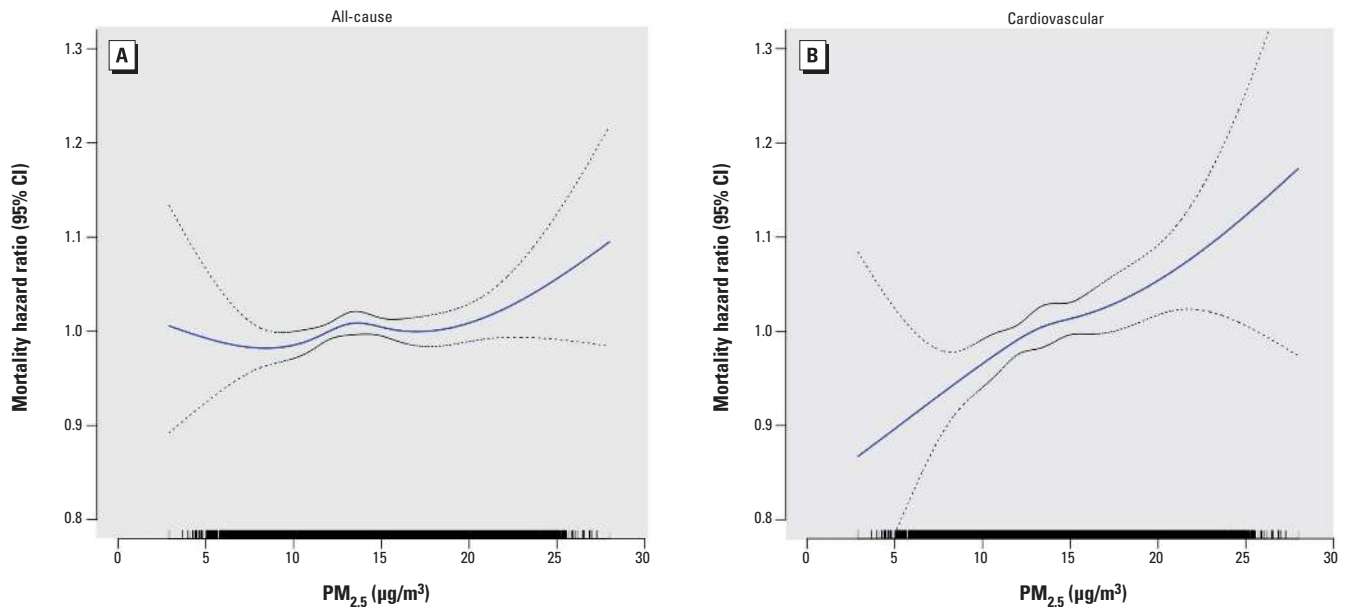 All-cause
A
1.3
1.2
1.1
1.0
0.9
0.8
Mortality hazard ratio (95% CI)
0 5 10 15 20 25 30
PM2.5 (µg/m³)
Cardiovascular
B
1.3
1.2
1.1
1.0
0.9
0.8
Mortality hazard ratio (95% CI)
0 5 10 15 20 25 30
PM2.5 (µg/m³)